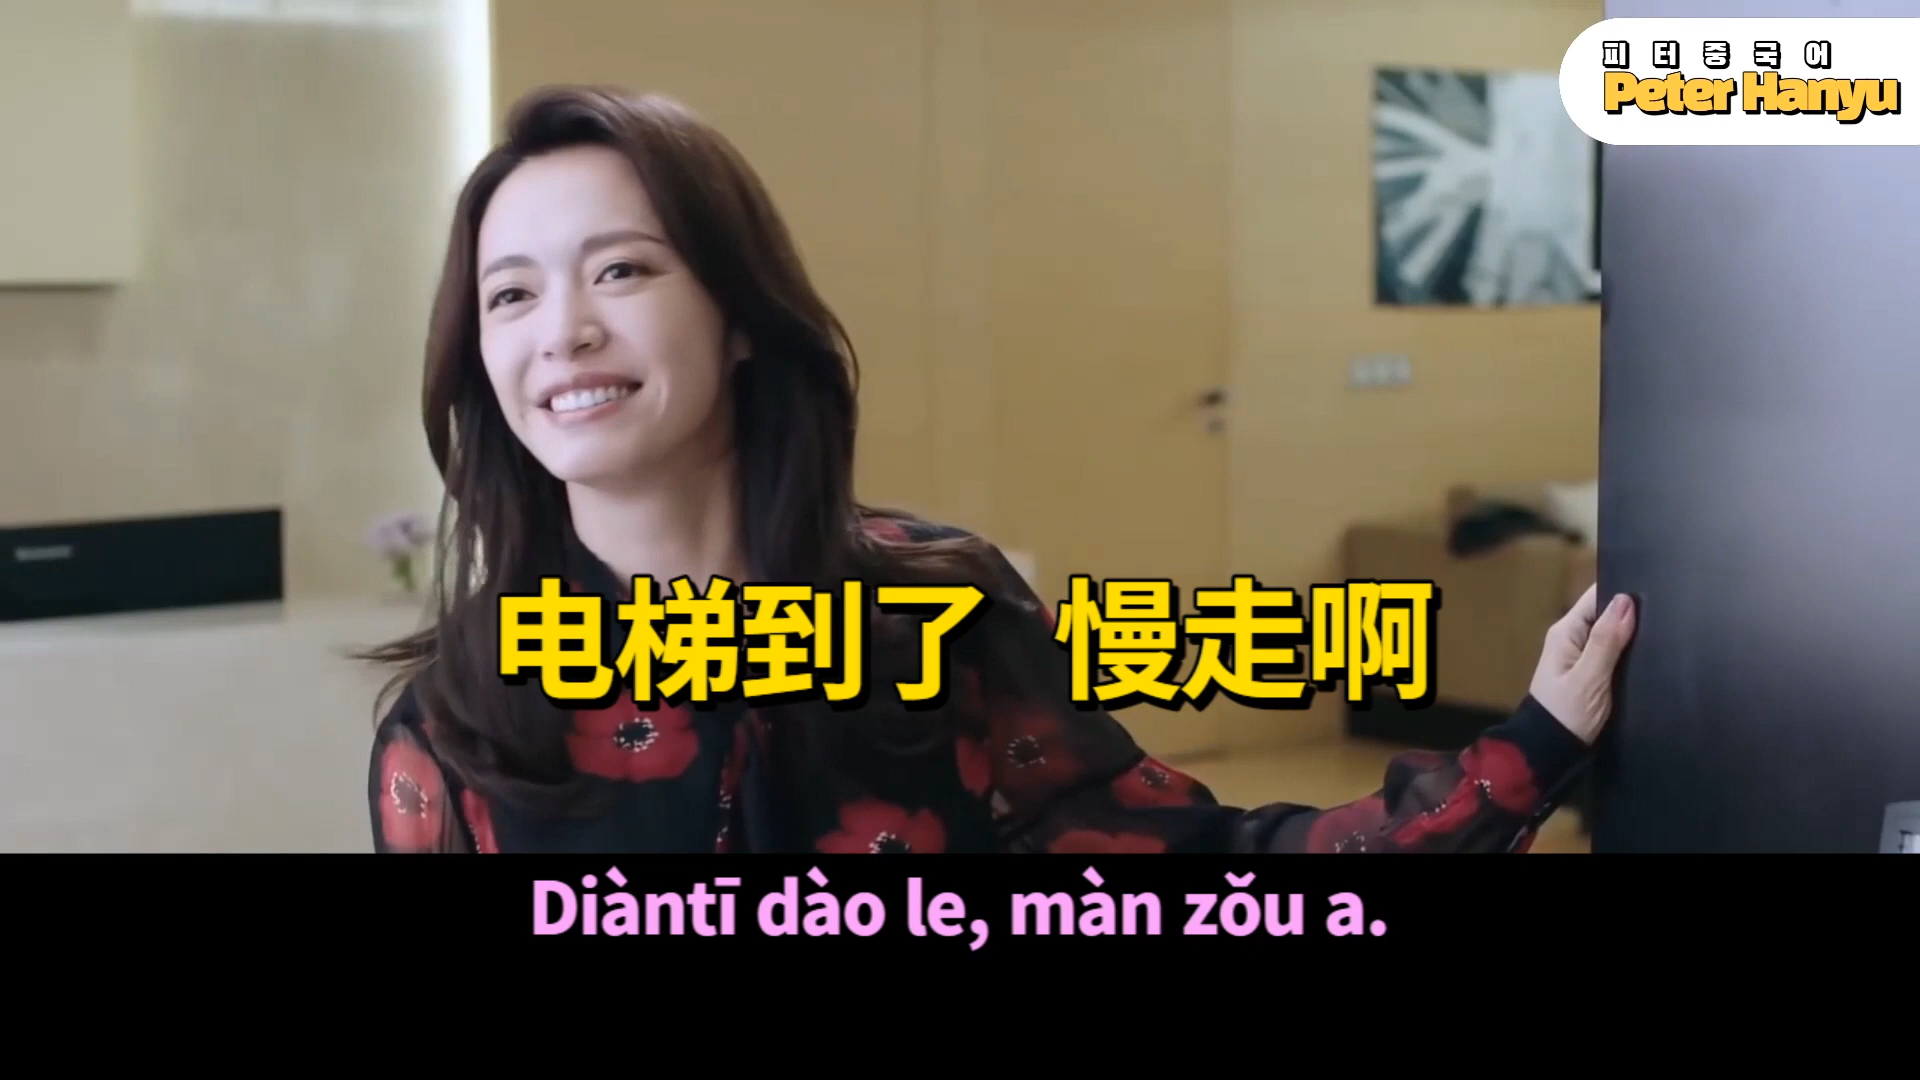 피터중국어
Peter Hanyu
电梯到了 慢走啊
Diàntī dào le, màn zǒu a.